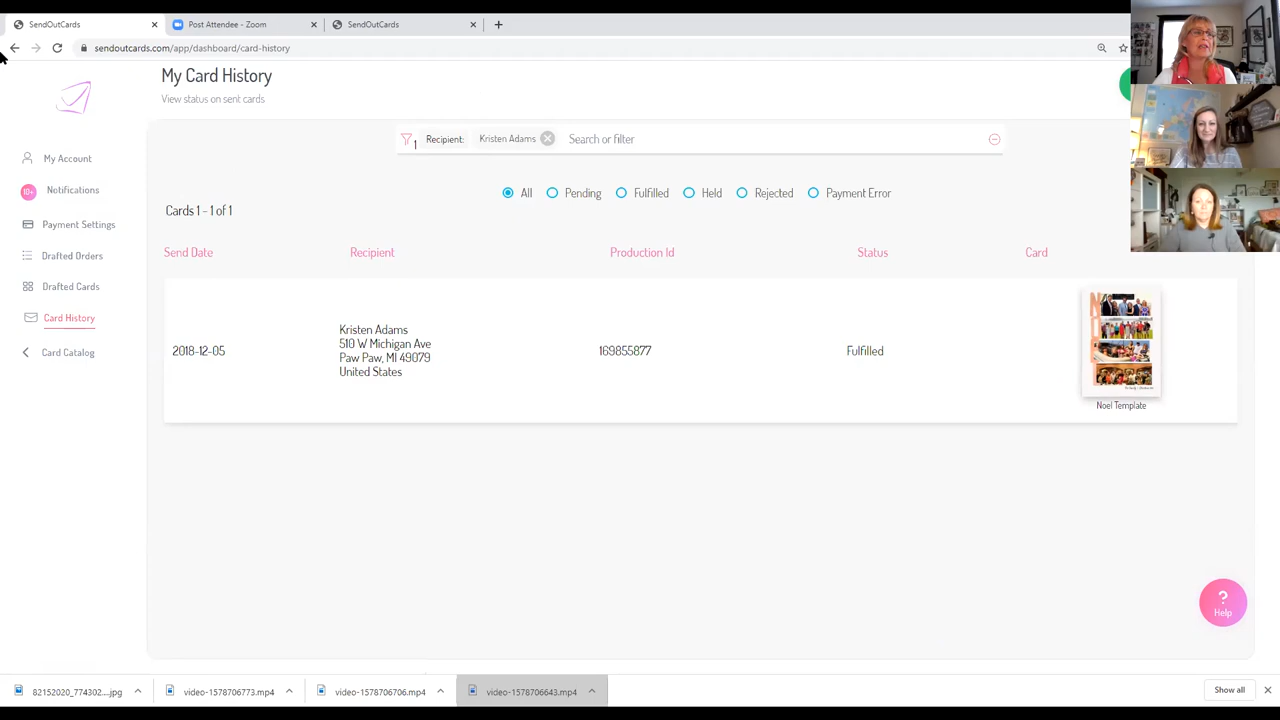 SendOutCards
Post Attendee - Zoom
SendOutCards
sendoutcards.com/app/dashboard/card-history
My Card History
View status on sent cards
1
Recipient:
Kristen Adams
Search or filter
My Account
10+
Notifications
Payment Settings
Drafted Orders
Drafted Cards
Card History
Card Catalog
All
Pending
Fulfilled
Held
Rejected
Payment Error
Cards 1 - 1 of 1
Send Date
Recipient
Production Id
Status
Card
2018-12-05
Kristen Adams
510 W Michigan Ave
Paw Paw, MI 49079
United States
169855877
Fulfilled
Noel Template
?
Help
82152020_774302....jpg
video-1578706773.mp4
video-1578706706.mp4
video-1578706643.mp4
Show all